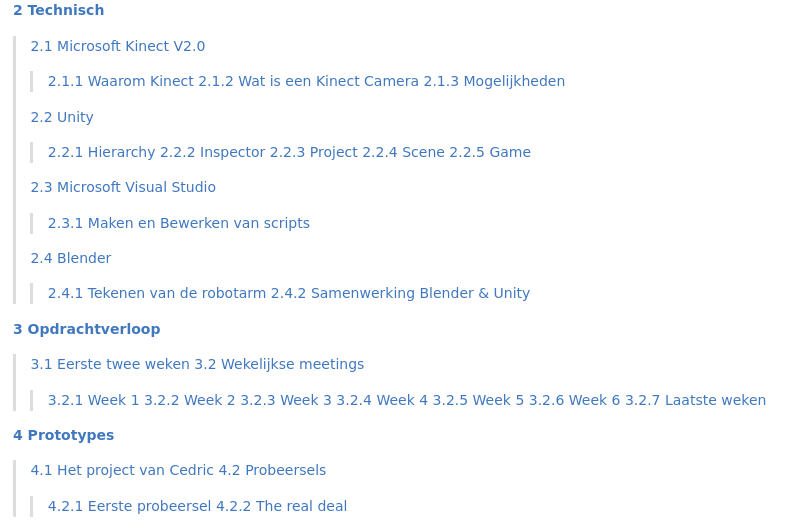 2 Technisch
2.1 Microsoft Kinect V2.0
2.1.1 Waarom Kinect 2.1.2 Wat is een Kinect Camera 2.1.3 Mogelijkheden
2.2 Unity
2.2.1 Hierarchy 2.2.2 Inspector 2.2.3 Project 2.2.4 Scene 2.2.5 Game
2.3 Microsoft Visual Studio
2.3.1 Maken en Bewerken van scripts
2.4 Blender
2.4.1 Tekenen van de robotarm 2.4.2 Samenwerking Blender & Unity
3 Opdrachtverloop
3.1 Eerste twee weken 3.2 Wekelijkse meetings
3.2.1 Week 1 3.2.2 Week 2 3.2.3 Week 3 3.2.4 Week 4 3.2.5 Week 5 3.2.6 Week 6 3.2.7 Laatste weken
4 Prototypes
4.1 Het project van Cedric 4.2 Probeersels
4.2.1 Eerste probeersel 4.2.2 The real deal